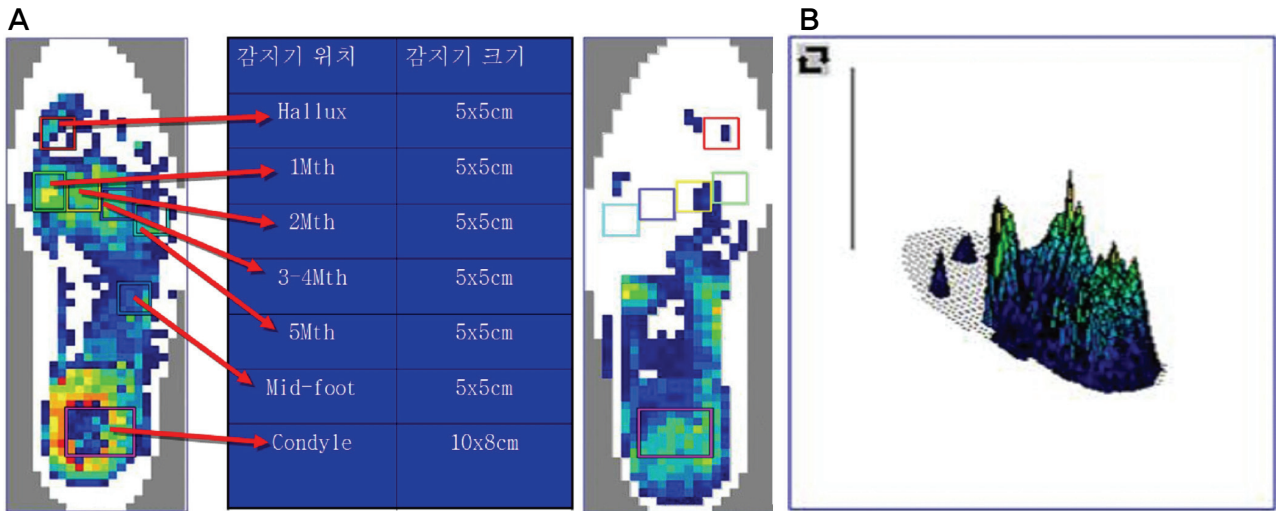 A
B
감지기 위치 감지기 크기
Hallux 5x5cm
1Mth 5x5cm
2Mth 5x5cm
3-4Mth 5x5cm
5Mth 5x5cm
Mid-foot 5x5cm
Condyle 10x8cm